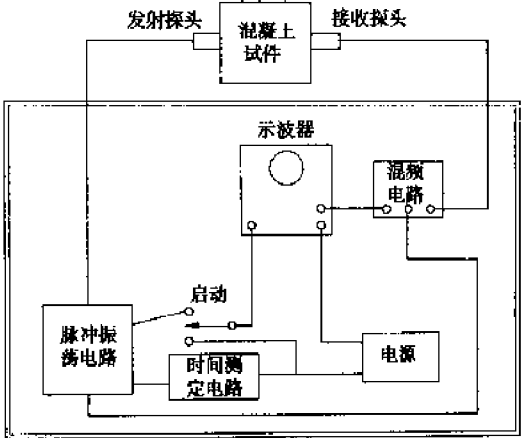 发射探头
混凝土
试件
接收探头
示波器
混频
电路
启动
脉冲振
荡电路
时间测
定电路
电源